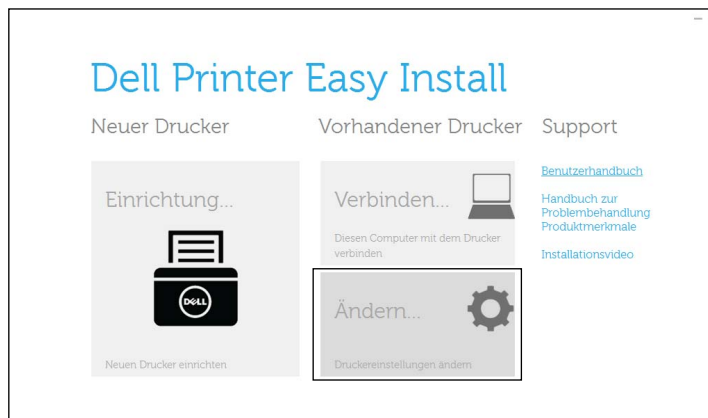 Dell Printer Easy Install
Neuer Drucker
Einrichtung...
DELL
Neuen Drucker einrichten
Vorhandener Drucker
Verbinden...
Diesen Computer mit dem Drucker
verbinden
Ändern...
Druckereinstellungen ändern
Support
Benutzerhandbuch
Handbuch zur
Problembehandlung
Produktmerkmale
Installationsvideo